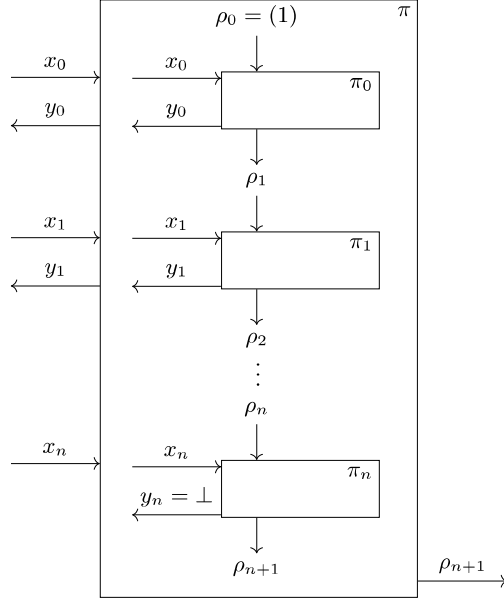 ρ₀ = (1) π
x₀ x₀ π₀
y₀ y₀
ρ₁
x₁ x₁ π₁
y₁ y₁
ρ₂
⋮
ρₙ
xₙ xₙ πₙ
yₙ = ⊥
ρₙ₊₁ ρₙ₊₁